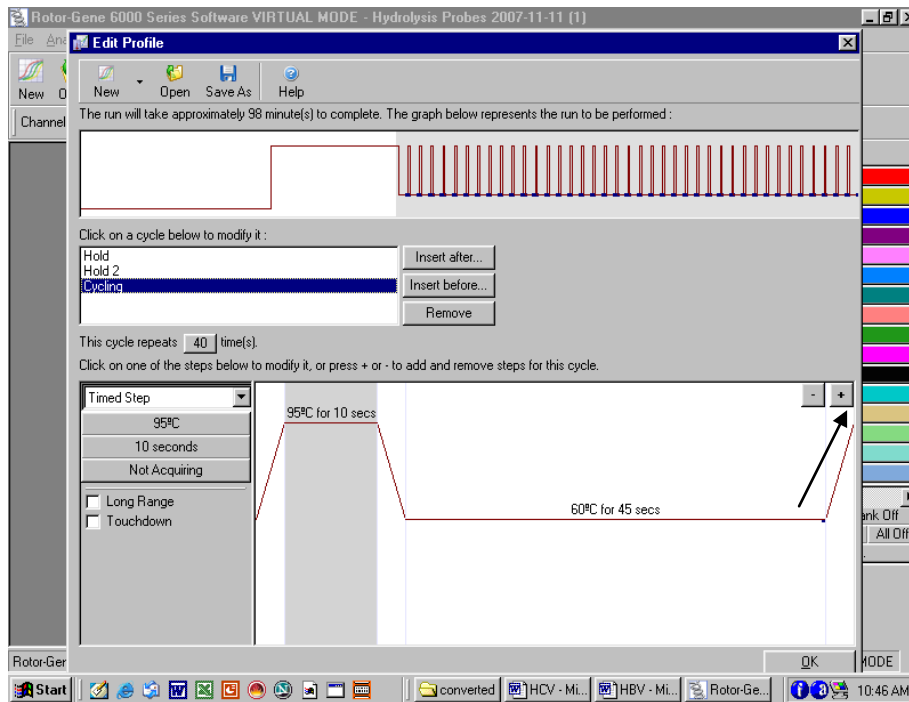 Rotor-Gene 6000 Series Software VIRTUAL MODE - Hydrolysis Probes 2007-11-11 (1)
File Ana
Edit Profile
New
New Open Save As Help
Channel
The run will take approximately 98 minute(s) to complete. The graph below represents the run to be performed :
Click on a cycle below to modify it :
Hold
Hold 2
Cycling
Insert after...
Insert before...
Remove
This cycle repeats 40 time(s).
Click on one of the steps below to modify it, or press + or - to add and remove steps for this cycle.
Timed Step
- +
95ºC
10 seconds
Not Acquiring
95ºC for 10 secs
Long Range
Touchdown
60ºC for 45 secs
ank Off
All Off
OK
Rotor-Ger
MODE
Start
converted HCV - Mi... HBV - Mi... Rotor-Ge... 10:46 AM